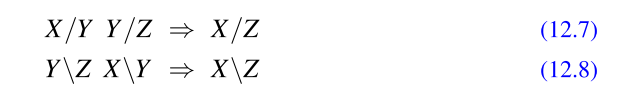 X/Y Y/Z ⇒ X/Z (12.7)
Y\Z X\Y ⇒ X\Z (12.8)